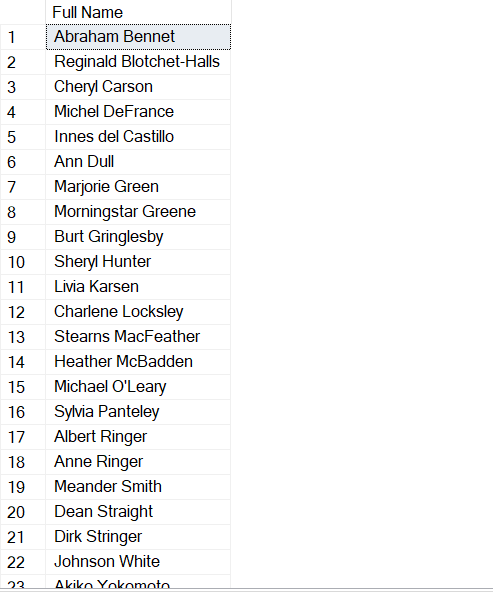 Full Name
1 Abraham Bennet
2 Reginald Blotchet-Halls
3 Cheryl Carson
4 Michel DeFrance
5 Innes del Castillo
6 Ann Dull
7 Marjorie Green
8 Morningstar Greene
9 Burt Gringlesby
10 Sheryl Hunter
11 Livia Karsen
12 Charlene Locksley
13 Stearns MacFeather
14 Heather McBadden
15 Michael O'Leary
16 Sylvia Panteley
17 Albert Ringer
18 Anne Ringer
19 Meander Smith
20 Dean Straight
21 Dirk Stringer
22 Johnson White
23 Akiko Yokomoto